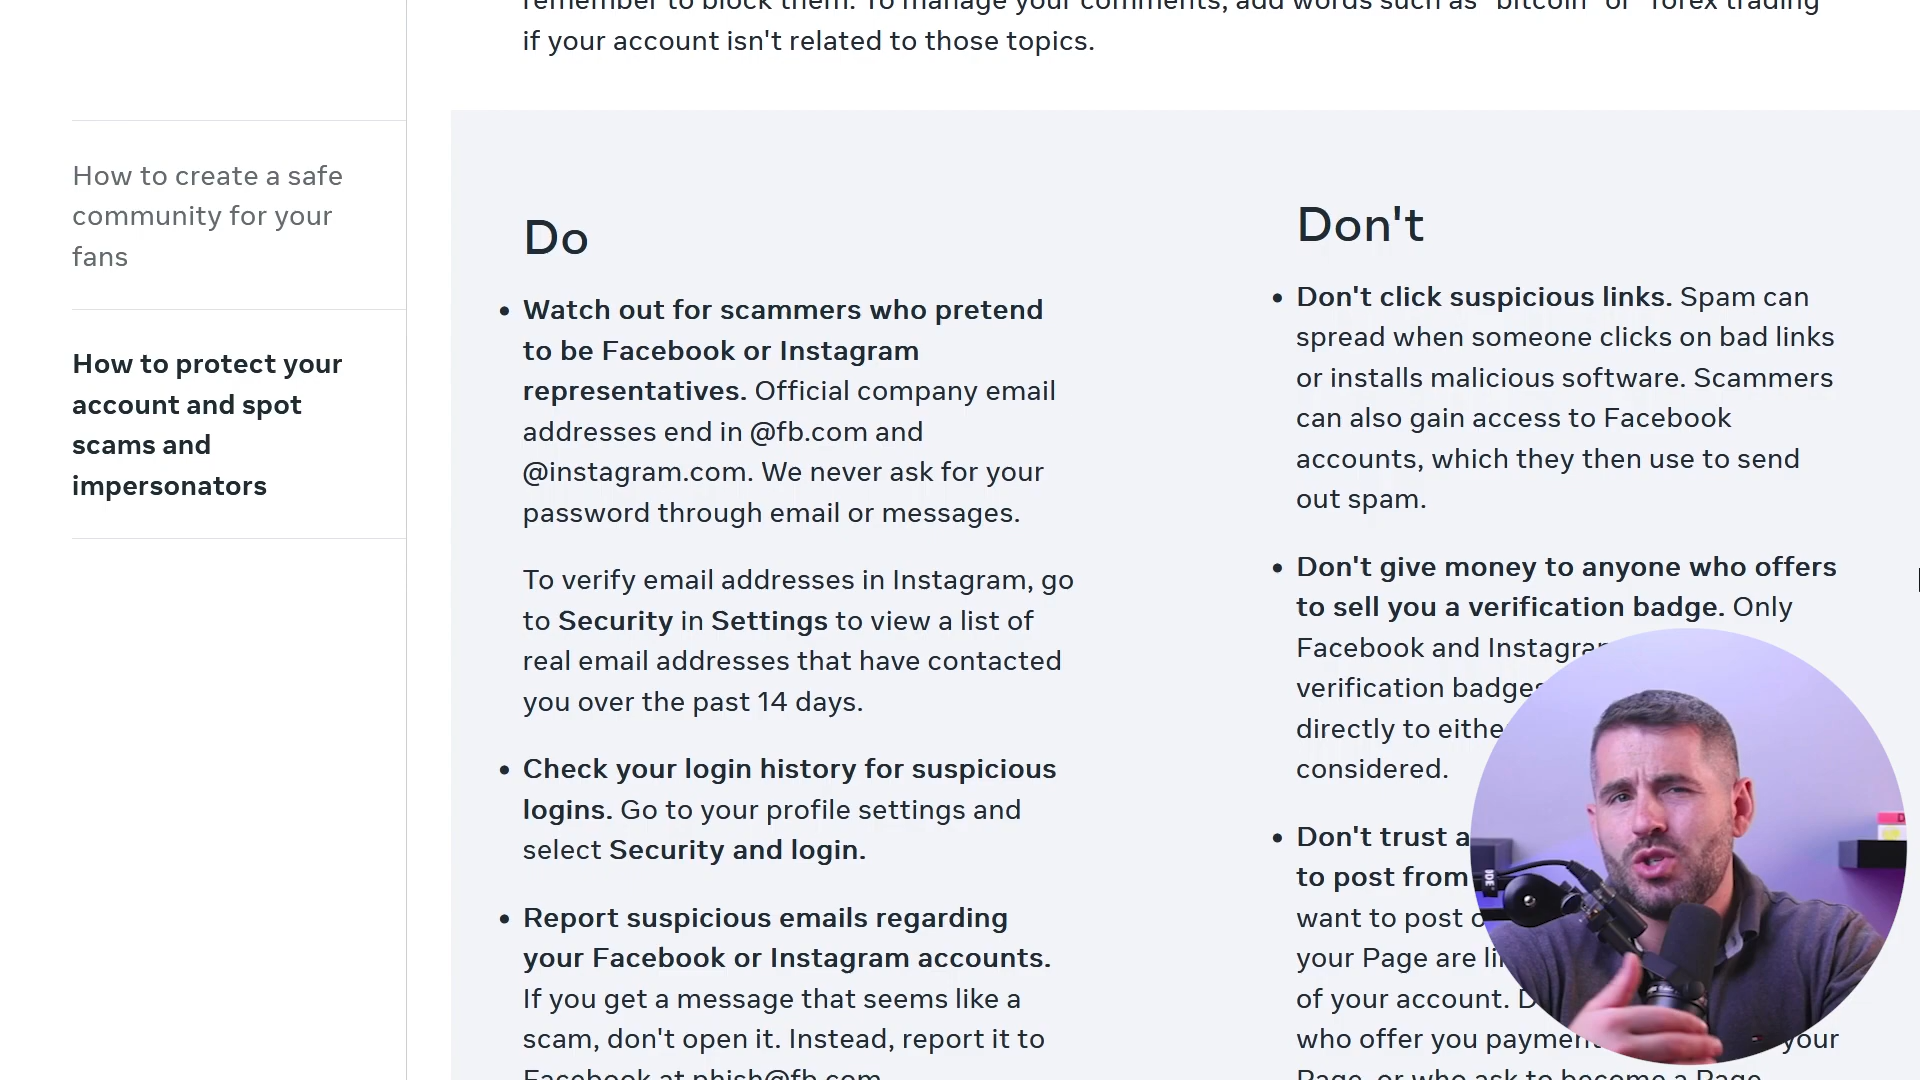 remember to block them. To manage your comments, add words such as "bitcoin" or "forex trading"
if your account isn't related to those topics.
How to create a safe
community for your
fans
How to protect your
account and spot
scams and
impersonators
Do
Watch out for scammers who pretend
to be Facebook or Instagram
representatives. Official company email
addresses end in @fb.com and
@instagram.com. We never ask for your
password through email or messages.
To verify email addresses in Instagram, go
to Security in Settings to view a list of
real email addresses that have contacted
you over the past 14 days.
Check your login history for suspicious
logins. Go to your profile settings and
select Security and login.
Report suspicious emails regarding
your Facebook or Instagram accounts.
If you get a message that seems like a
scam, don't open it. Instead, report it to
Facebook at phish@fb.com
Don't
Don't click suspicious links. Spam can
spread when someone clicks on bad links
or installs malicious software. Scammers
can also gain access to Facebook
accounts, which they then use to send
out spam.
Don't give money to anyone who offers
to sell you a verification badge. Only
Facebook and
verification
directly to
considered.
Don't trust
to post from
want to post
your Page are
of your account.
who offer you your
Page, or who ask to become a Page